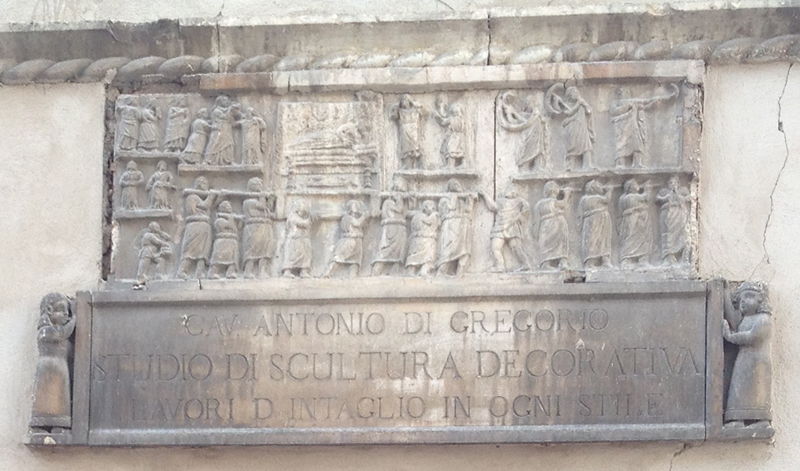 CAV ANTONIO DI GREGORIO
STUDIO DI SCULTURA DECORATIVA
LAVORI D INTAGLIO IN OGNI STILE